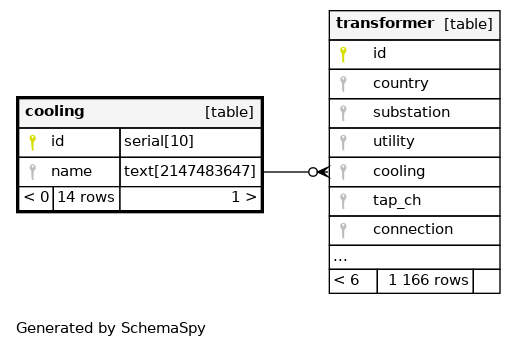 cooling [table]
id serial[10]
name text[2147483647]
< 0 14 rows 1 >
transformer [table]
id
country
substation
utility
cooling
tap_ch
connection
...
< 6 1 166 rows
Generated by SchemaSpy